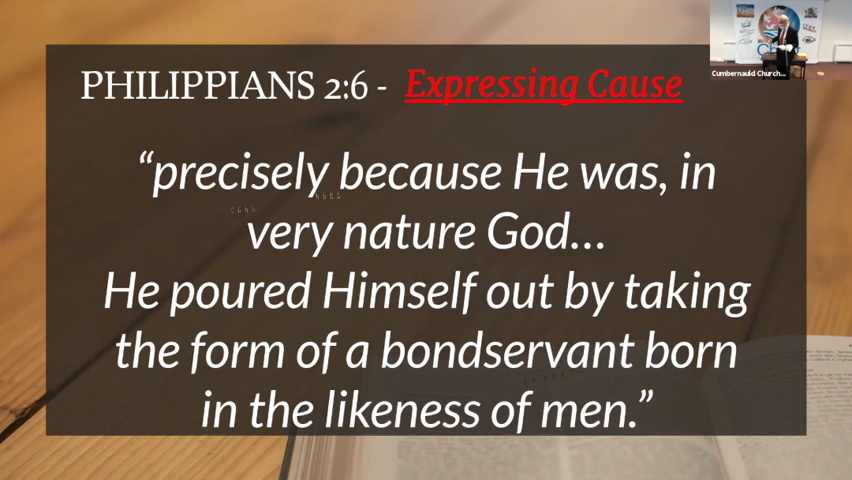 PHILIPPIANS 2:6 - Expressing Cause
Cumbernauld Church...
“precisely because He was, in
very nature God...
He poured Himself out by taking
the form of a bondservant born
in the likeness of men.”